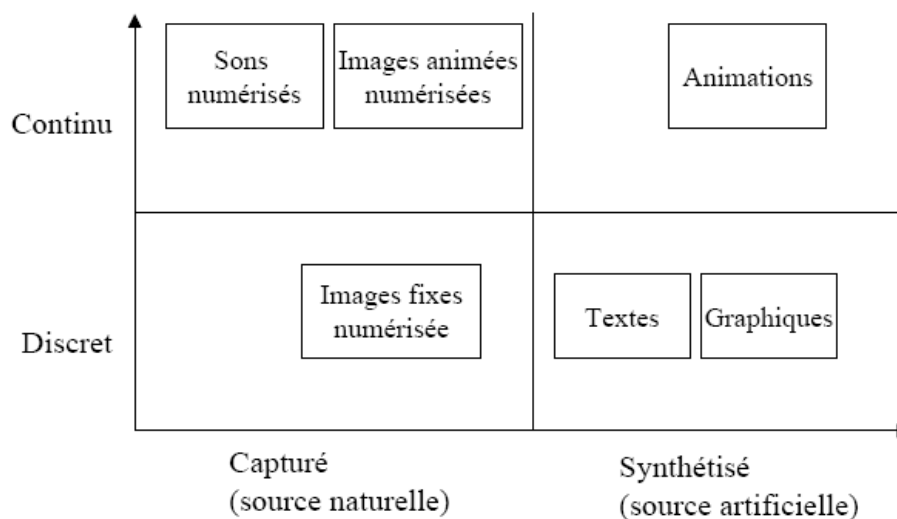 Sons
numérisés
Images animées
numérisées
Animations
Continu
Images fixes
numérisée
Textes
Graphiques
Discret
Capturé
(source naturelle)
Synthétisé
(source artificielle)